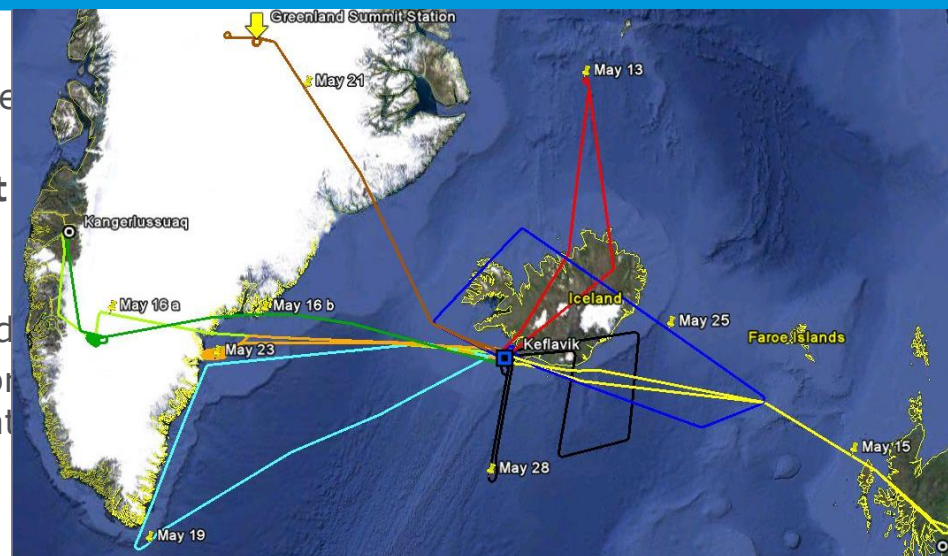 Greenland Summit Station
May 13
May 21
Kangerlussuaq
May 16 a
May 16 b
Iceland
May 25
Faroe Islands
Keflavik
May 23
May 15
May 28
May 19